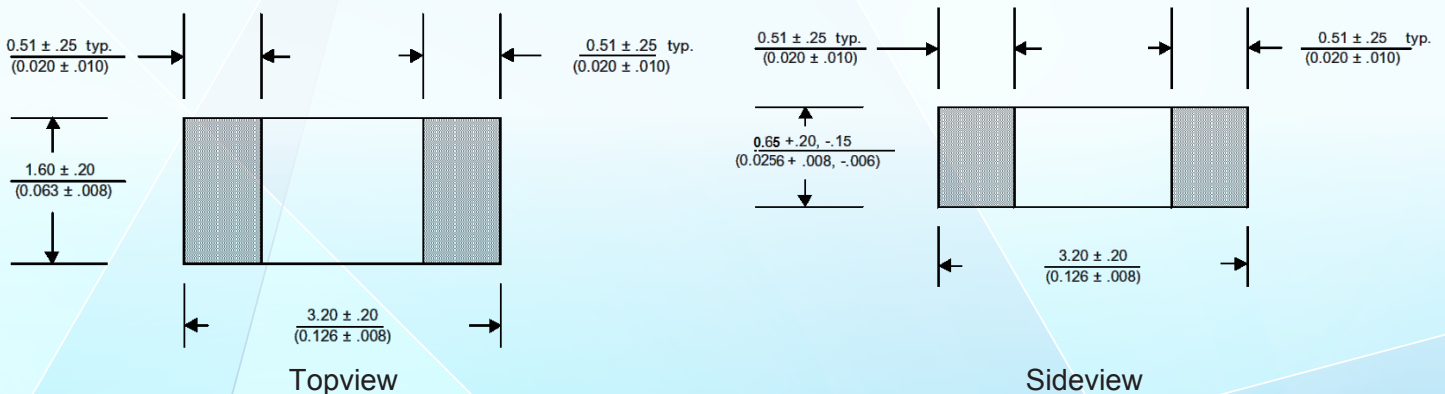 0.51 ± .25 typ.
(0.020 ± .010)
0.51 ± .25 typ.
(0.020 ± .010)
1.60 ± .20
(0.063 ± .008)
3.20 ± .20
(0.126 ± .008)
Topview
0.51 ± .25 typ.
(0.020 ± .010)
0.51 ± .25 typ.
(0.020 ± .010)
0.65 +.20, -.15
(0.0256 + .008, -.006)
3.20 ± .20
(0.126 ± .008)
Sideview